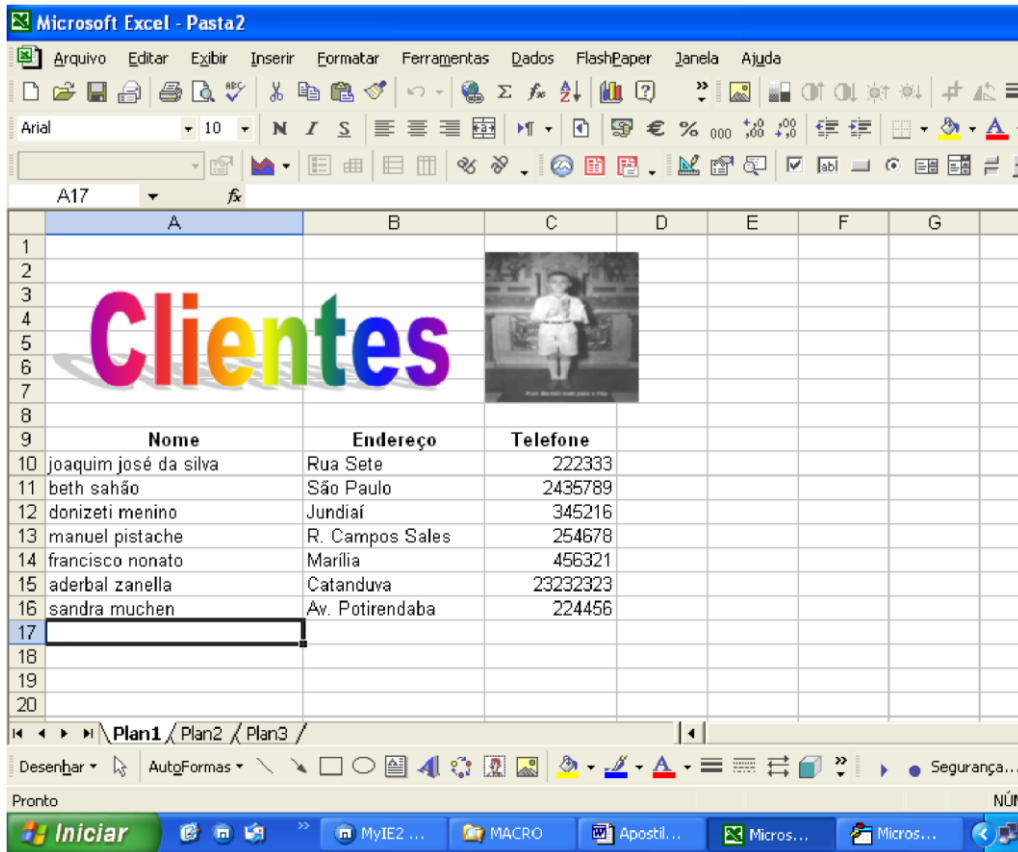 Microsoft Excel - Pasta2
Arquivo Editar Exibir Inserir Formatar Ferramentas Dados FlashPaper Janela Ajuda
Arial 10 N I S € % 000
A17 fx
A B C D E F G
1
2
3
4
5
6
7
Clientes
8
9 Nome Endereço Telefone
10 joaquim josé da silva Rua Sete 222333
11 beth sahão São Paulo 2435789
12 donizeti menino Jundiaí 345216
13 manuel pistache R. Campos Sales 254678
14 francisco nonato Marília 456321
15 aderbal zanella Catanduva 23232323
16 sandra muchen Av. Potirendaba 224456
17
18
19
20
Plan1 Plan2 Plan3
Desenhar AutoFormas Segurança...
Pronto NÚM
Iniciar MyIE2 ... MACRO Apostil... Micros... Micros...